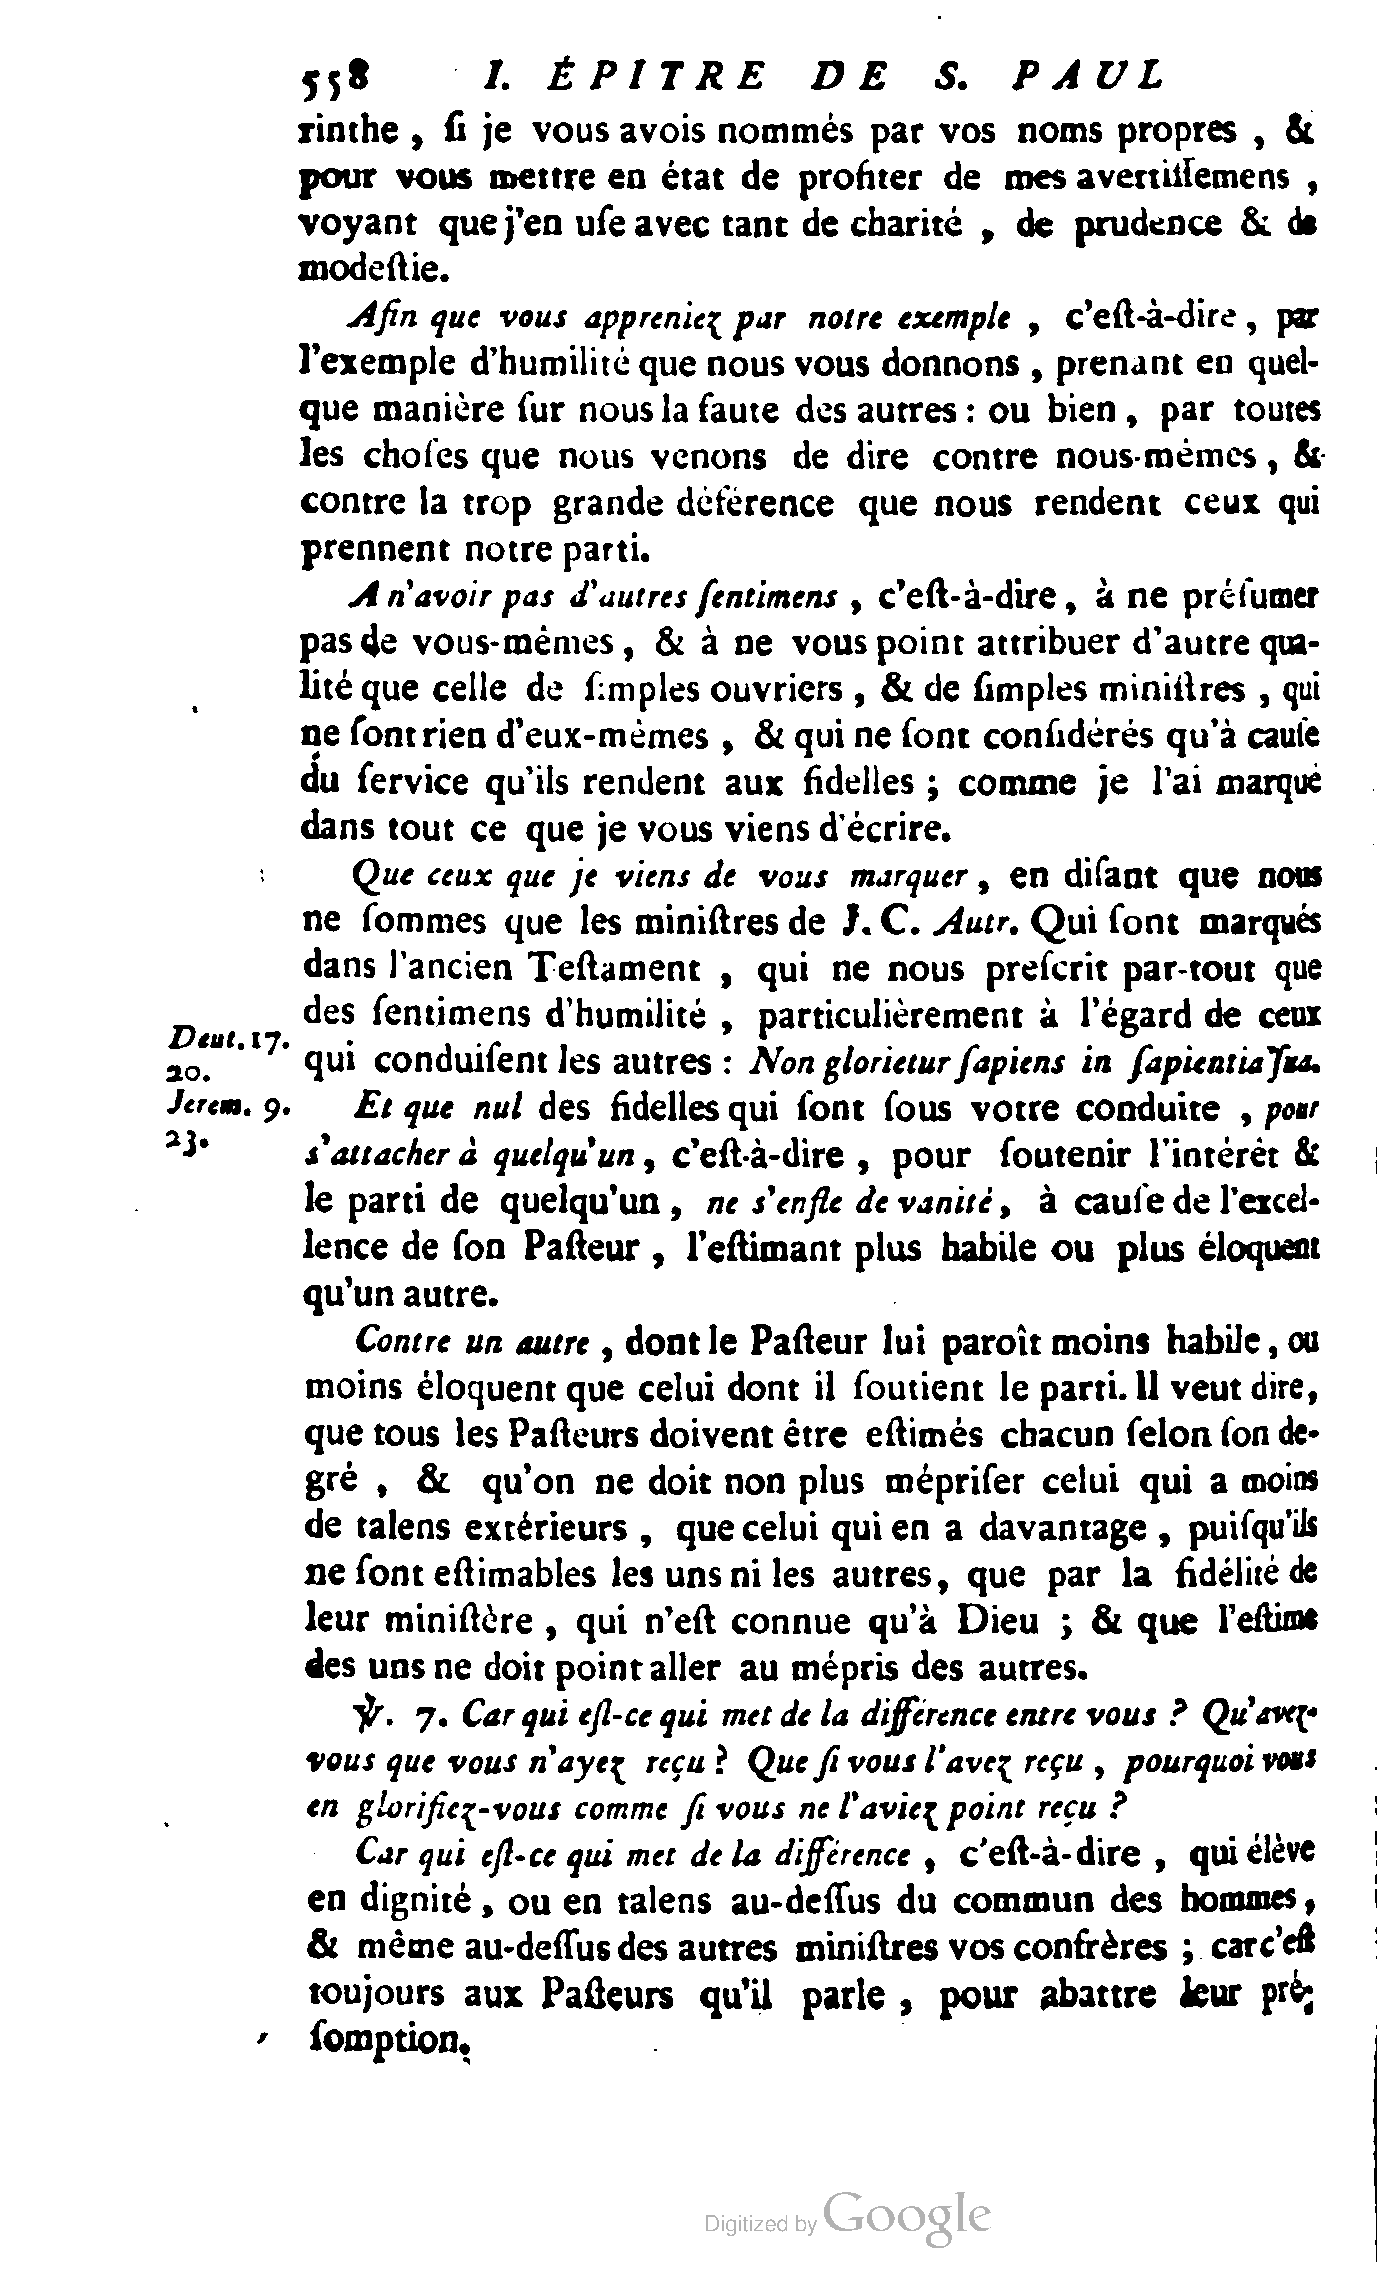 558 I. ÉPITRE DE S. PAUL
rinthe , ſi je vous avois nommés par vos noms propres , &
pour vous mettre en état de profiter de mes avertiſſemens ,
voyant que j'en uſe avec tant de charité , de prudence & de
modeſtie.
Afin que vous appreniez par notre exemple , c'eſt-à-dire, par
l'exemple d'humilité que nous vous donnons , prenant en quel-
que manière ſur nous la faute des autres : ou bien , par toutes
les choſes que nous venons de dire contre nous-mêmes , &
contre la trop grande déférence que nous rendent ceux qui
prennent notre parti.
A n'avoir pas d'autres ſentimens , c'eſt-à-dire, à ne préſumer
pas de vous-mêmes, & à ne vous point attribuer d'autre qua-
lité que celle de ſimples ouvriers , & de ſimples miniſtres , qui
ne ſont rien d'eux-mêmes , & qui ne ſont conſidérés qu'à cauſe
du ſervice qu'ils rendent aux fidelles ; comme je l'ai marqué
dans tout ce que je vous viens d'écrire.
Que ceux que je viens de vous marquer , en diſant que nous
ne ſommes que les miniſtres de J. C. Autr. Qui ſont marqués
dans l'ancien Teſtament , qui ne nous preſcrit par-tout que
des ſentimens d'humilité , particulièrement à l'égard de ceux
Deut. 17.
20.
qui conduiſent les autres : Non glorietur ſapiens in ſapientia ſua.
Jerem. 9.
23.
Et que nul des fidelles qui ſont ſous votre conduite , pour
s'attacher à quelqu'un , c'eſt-à-dire , pour ſoutenir l'intérêt &
le parti de quelqu'un , ne s'enfle de vanité, à cauſe de l'excel-
lence de ſon Paſteur , l'eſtimant plus habile ou plus éloquent
qu'un autre.
Contre un autre , dont le Paſteur lui paroît moins habile, ou
moins éloquent que celui dont il ſoutient le parti. Il veut dire,
que tous les Paſteurs doivent être eſtimés chacun ſelon ſon de-
gré , & qu'on ne doit non plus mépriſer celui qui a moins
de talens extérieurs , que celui qui en a davantage , puiſqu'ils
ne ſont eſtimables les uns ni les autres, que par la fidélité de
leur miniſtère , qui n'eſt connue qu'à Dieu ; & que l'eſtime
des uns ne doit point aller au mépris des autres.
℣. 7. Car qui eſt-ce qui met de la différence entre vous ? Qu'avez-
vous que vous n'ayez reçu ? Que ſi vous l'avez reçu , pourquoi vous
en glorifiez-vous comme ſi vous ne l'aviez point reçu ?
Car qui eſt-ce qui met de la différence , c'eſt-à-dire , qui élève
en dignité, ou en talens au-deſſus du commun des hommes,
& même au-deſſus des autres miniſtres vos confrères ; car c'eſt
toujours aux Paſteurs qu'il parle , pour abattre leur pré-
ſomption.
Digitized by Google